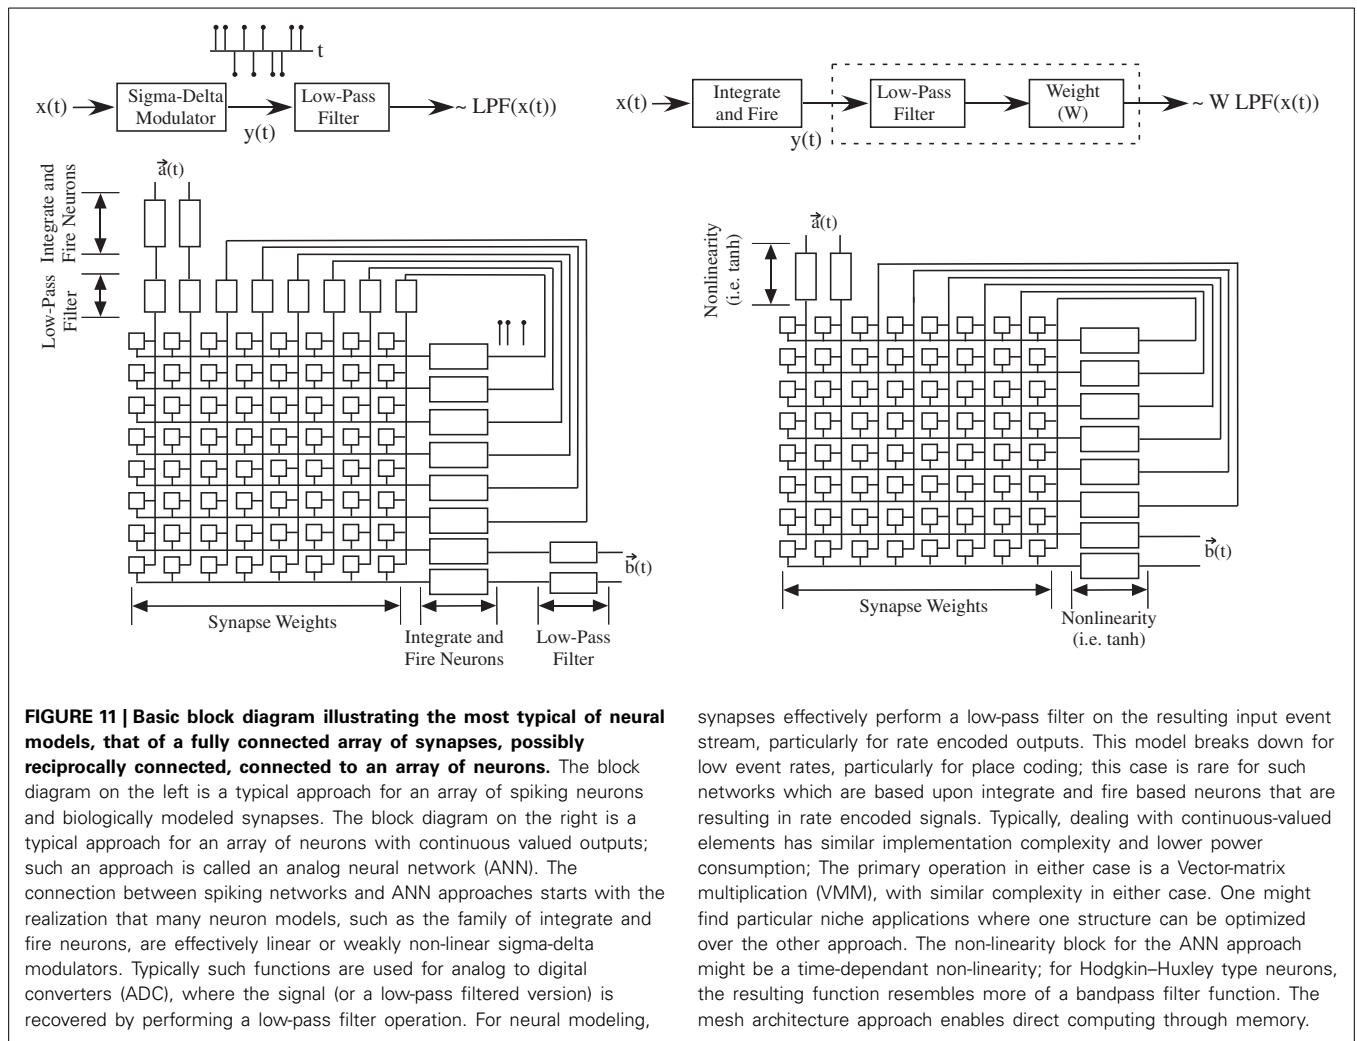 t
x(t)
Sigma-Delta
Modulator
y(t)
Low-Pass
Filter
~ LPF(x(t))
x(t)
Integrate
and Fire
y(t)
Low-Pass
Filter
Weight
(W)
~ W LPF(x(t))
Integrate and
Fire Neurons
Low-Pass
Filter
a(t)
b(t)
Synapse Weights
Integrate and
Fire Neurons
Low-Pass
Filter
Nonlinearity
(i.e. tanh)
a(t)
b(t)
Synapse Weights
Nonlinearity
(i.e. tanh)
FIGURE 11 | Basic block diagram illustrating the most typical of neural
models, that of a fully connected array of synapses, possibly
reciprocally connected, connected to an array of neurons. The block
diagram on the left is a typical approach for an array of spiking neurons
and biologically modeled synapses. The block diagram on the right is a
typical approach for an array of neurons with continuous valued outputs;
such an approach is called an analog neural network (ANN). The
connection between spiking networks and ANN approaches starts with the
realization that many neuron models, such as the family of integrate and
fire neurons, are effectively linear or weakly non-linear sigma-delta
modulators. Typically such functions are used for analog to digital
converters (ADC), where the signal (or a low-pass filtered version) is
recovered by performing a low-pass filter operation. For neural modeling,
synapses effectively perform a low-pass filter on the resulting input event
stream, particularly for rate encoded outputs. This model breaks down for
low event rates, particularly for place coding; this case is rare for such
networks which are based upon integrate and fire based neurons that are
resulting in rate encoded signals. Typically, dealing with continuous-valued
elements has similar implementation complexity and lower power
consumption; The primary operation in either case is a Vector-matrix
multiplication (VMM), with similar complexity in either case. One might
find particular niche applications where one structure can be optimized
over the other approach. The non-linearity block for the ANN approach
might be a time-dependant non-linearity; for Hodgkin–Huxley type neurons,
the resulting function resembles more of a bandpass filter function. The
mesh architecture approach enables direct computing through memory.